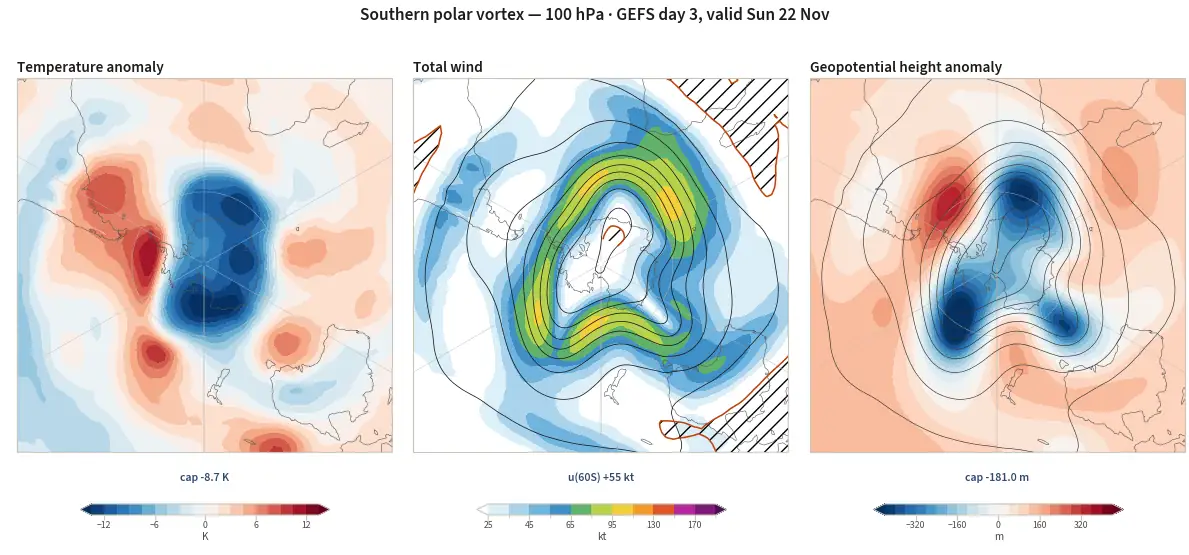 Southern polar vortex — 100 hPa · GEFS day 3, valid Sun 22 Nov
Temperature anomaly
Total wind
Geopotential height anomaly
cap -8.7 K
u(60S) +55 kt
cap -181.0 m
−12 −6 0 6 12
K
25 45 65 95 130 170
kt
−320 −160 0 160 320
m